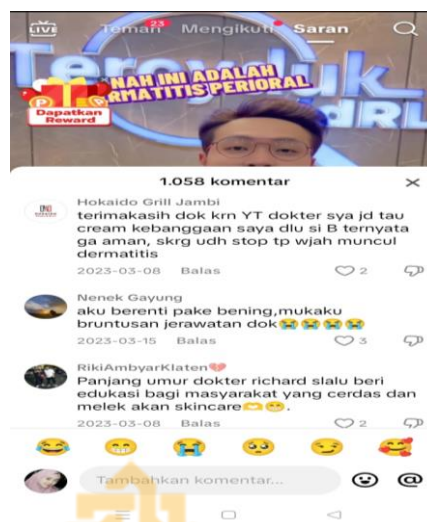 LIVE
Teman 23 Mengikuti Saran
NAH INI ADALAH
RMATITIS PERIORAL
Dapatkan
Reward
1.058 komentar
Hokaido Grill Jambi
terimakasih dok krn YT dokter sya jd tau
cream kebanggaan saya dlu si B ternyata
ga aman, skrg udh stop tp wjah muncul
dermatitis
2023-03-08 Balas 2
Nenek Gayung
aku berenti pake bening,mukaku
bruntusan jerawatan dok😭😭😭😭
2023-03-15 Balas 3
RikiAmbyarKlaten💔
Panjang umur dokter richard slalu beri
edukasi bagi masyarakat yang cerdas dan
melek akan skincare🫶😁.
2023-03-08 Balas 2
Tambahkan komentar...